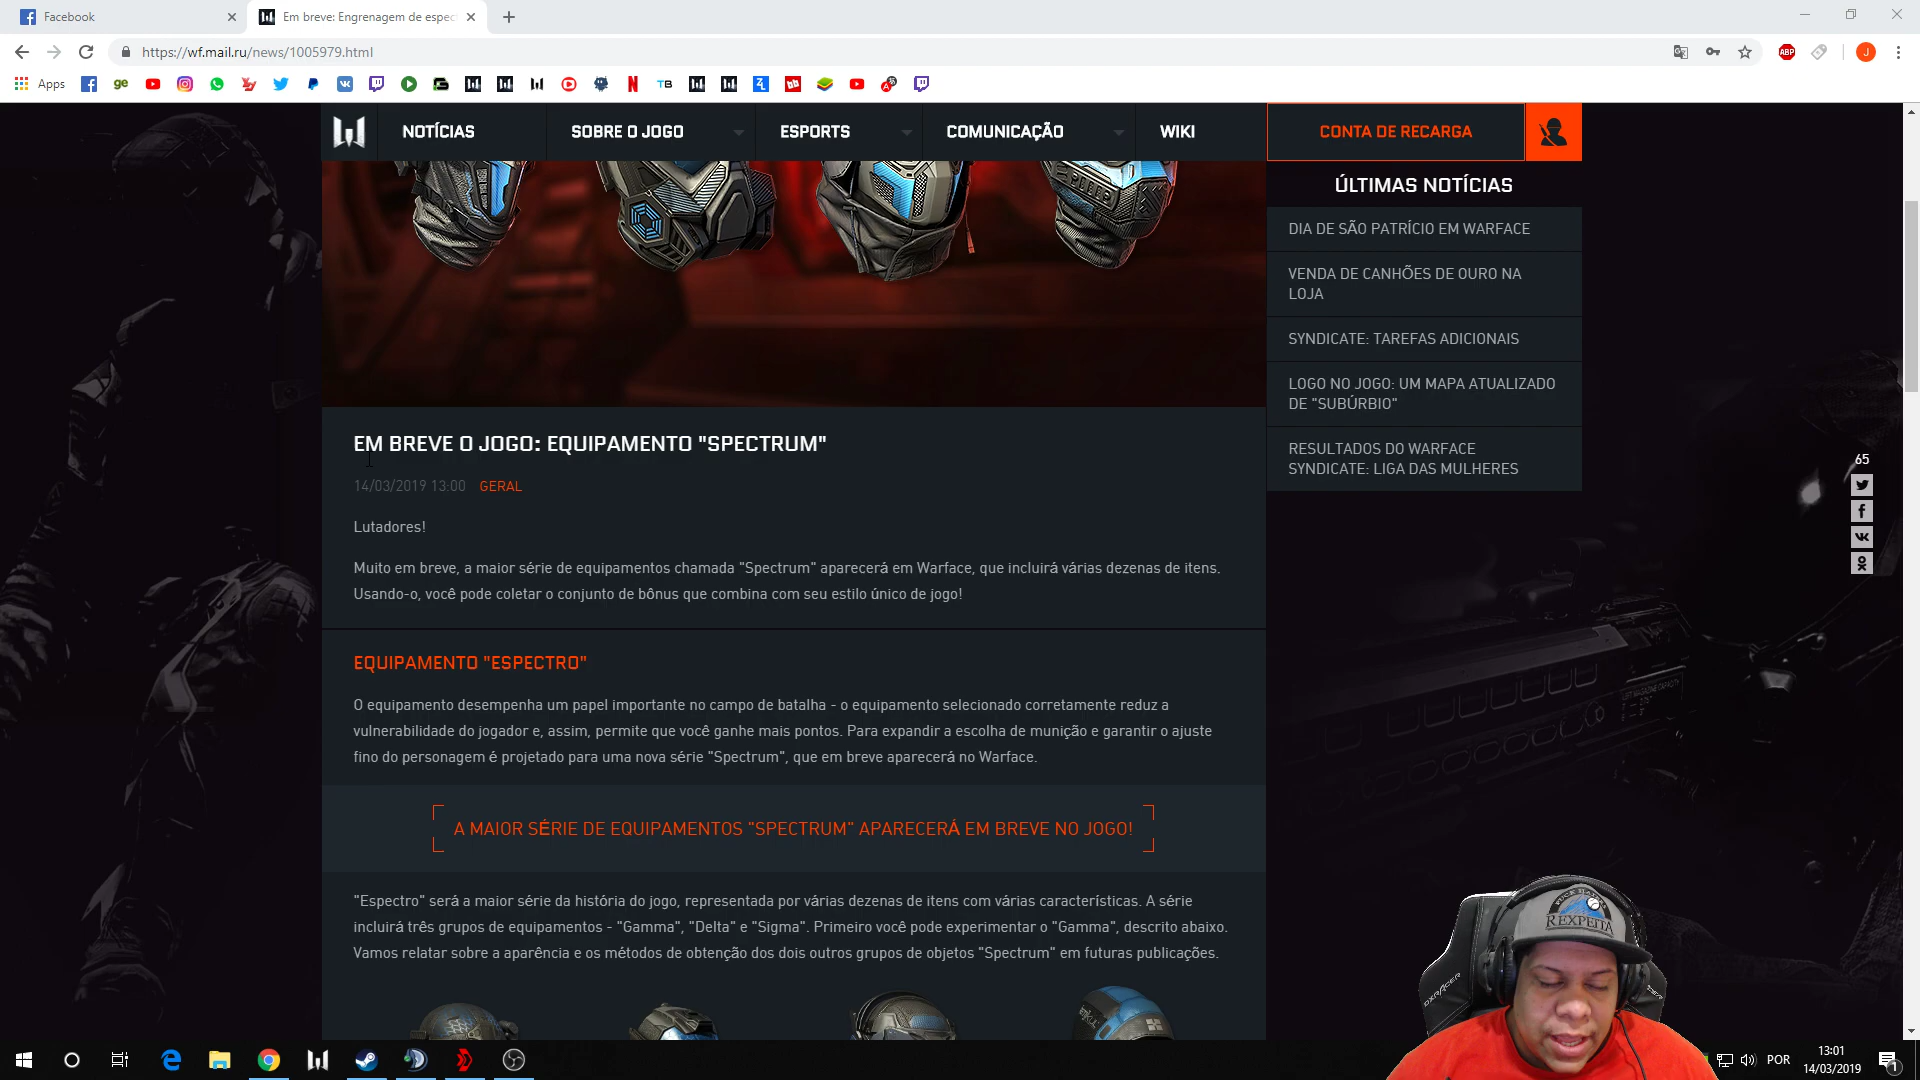 Facebook
Em breve: Engrenagem de espec
https://wf.mail.ru/news/1005979.html
ABP
J
Apps
ge
TB
NOTÍCIAS
SOBRE O JOGO
ESPORTS
COMUNICAÇÃO
WIKI
CONTA DE RECARGA
ÚLTIMAS NOTÍCIAS
DIA DE SÃO PATRÍCIO EM WARFACE
VENDA DE CANHÕES DE OURO NA
LOJA
SYNDICATE: TAREFAS ADICIONAIS
LOGO NO JOGO: UM MAPA ATUALIZADO
DE "SUBÚRBIO"
RESULTADOS DO WARFACE
SYNDICATE: LIGA DAS MULHERES
65
EM BREVE O JOGO: EQUIPAMENTO "SPECTRUM"
14/03/2019 13:00 GERAL
Lutadores!
Muito em breve, a maior série de equipamentos chamada "Spectrum" aparecerá em Warface, que incluirá várias dezenas de itens.
Usando-o, você pode coletar o conjunto de bônus que combina com seu estilo único de jogo!
EQUIPAMENTO "ESPECTRO"
O equipamento desempenha um papel importante no campo de batalha - o equipamento selecionado corretamente reduz a
vulnerabilidade do jogador e, assim, permite que você ganhe mais pontos. Para expandir a escolha de munição e garantir o ajuste
fino do personagem é projetado para uma nova série "Spectrum", que em breve aparecerá no Warface.
A MAIOR SÉRIE DE EQUIPAMENTOS "SPECTRUM" APARECERÁ EM BREVE NO JOGO!
"Espectro" será a maior série da história do jogo, representada por várias dezenas de itens com várias características. A série
incluirá três grupos de equipamentos - "Gamma", "Delta" e "Sigma". Primeiro você pode experimentar o "Gamma", descrito abaixo.
Vamos relatar sobre a aparência e os métodos de obtenção dos dois outros grupos de objetos "Spectrum" em futuras publicações.
REXPEITA
DXRACER
POR
13:01
14/03/2019
1